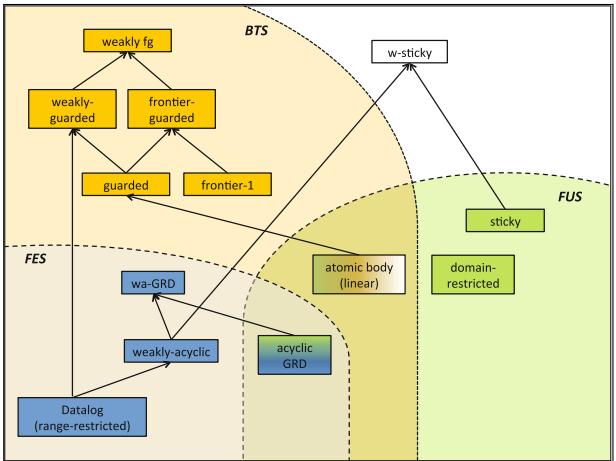 BTS
weakly fg
w-sticky
weakly-
guarded
frontier-
guarded
guarded
frontier-1
FUS
sticky
FES
atomic body
(linear)
domain-
restricted
wa-GRD
weakly-acyclic
acyclic
GRD
Datalog
(range-restricted)